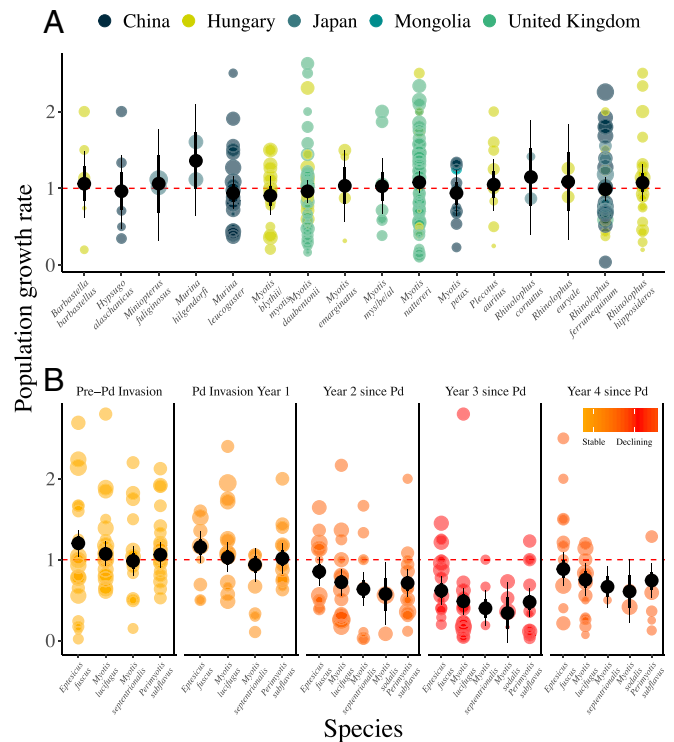 A
China Hungary Japan Mongolia United Kingdom
Population growth rate
2
1
0
Barbastella
barbastellus
Hypsugo
alaschanicus
Miniopterus
fuliginosus
Murina
hilgendorfi
Murina
leucogaster
Myotis
blythii/
myotis
Myotis
daubentonii
Myotis
emarginatus
Myotis
mys/be/al
Myotis
nattereri
Myotis
petax
Plecotus
auritus
Rhinolophus
cornutus
Rhinolophus
euryale
Rhinolophus
ferrumequinum
Rhinolophus
hipposideros
B
Pre–Pd Invasion
Pd Invasion Year 1
Year 2 since Pd
Year 3 since Pd
Year 4 since Pd
Stable Declining
2
1
0
Eptesicus
fuscus
Myotis
lucifugus
Myotis
septentrionalis
Perimyotis
subflavus
Eptesicus
fuscus
Myotis
lucifugus
Myotis
septentrionalis
Perimyotis
subflavus
Eptesicus
fuscus
Myotis
lucifugus
Myotis
septentrionalis
Myotis
sodalis
Perimyotis
subflavus
Eptesicus
fuscus
Myotis
lucifugus
Myotis
septentrionalis
Myotis
sodalis
Perimyotis
subflavus
Eptesicus
fuscus
Myotis
lucifugus
Myotis
septentrionalis
Myotis
sodalis
Perimyotis
subflavus
Species